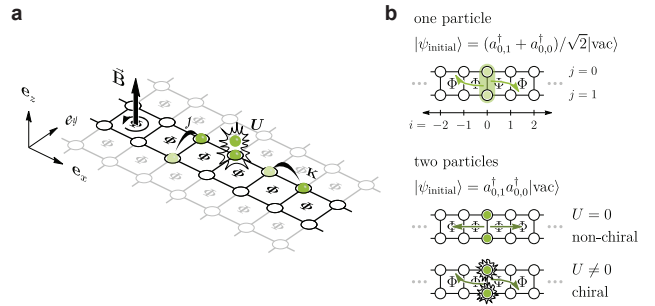 a
B⃗
e_z
e_y
e_x
Φ
J
U
K
Φ Φ Φ Φ Φ
b
one particle
|ψ_initial⟩ = (a†_{0,1} + a†_{0,0})/√2|vac⟩
Φ Φ Φ Φ
j = 0
j = 1
i = −2 −1 0 1 2
two particles
|ψ_initial⟩ = a†_{0,1}a†_{0,0}|vac⟩
Φ Φ Φ Φ
U = 0
non-chiral
Φ Φ Φ Φ
U ≠ 0
chiral